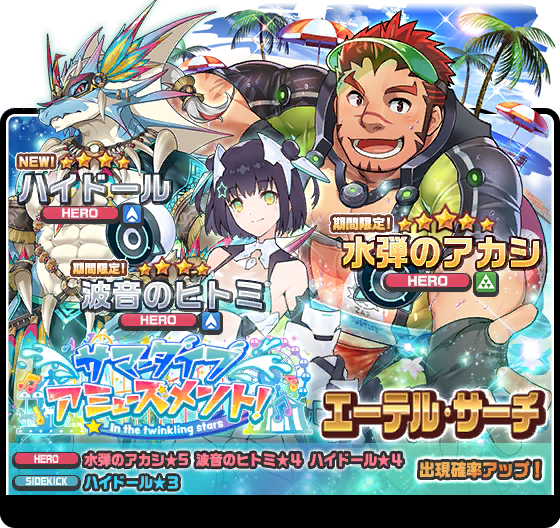 NEW! ★★★★
ハイドール
HERO
期間限定! ★★★★★
水弾のアカシ
HERO
期間限定! ★★★★
波音のヒトミ
HERO
サマーダイブ
アミューズメント!
In the twinkling stars
エーテル・サーチ
HERO 水弾のアカシ★5 波音のヒトミ★4 ハイドール★4
SIDEKICK ハイドール★3
出現確率アップ!